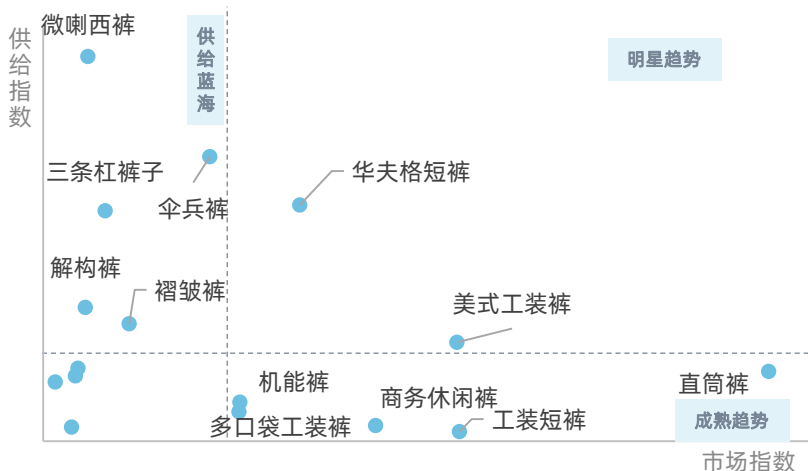 微喇西裤
供给指数
供给蓝海
明星趋势
三条杠裤子
华夫格短裤
伞兵裤
解构裤
褶皱裤
美式工装裤
机能裤
商务休闲裤
直筒裤
多口袋工装裤
工装短裤
成熟趋势
市场指数